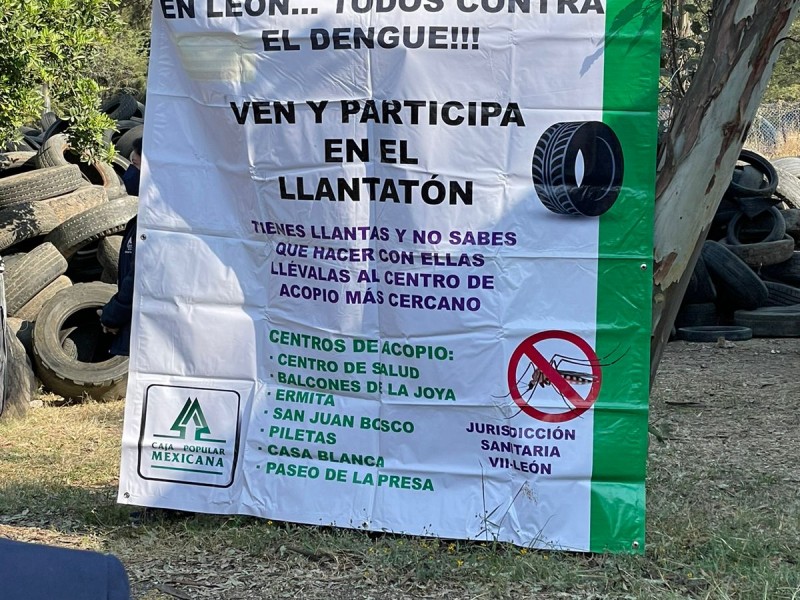 EN LEÓN... TODOS CONTRA
EL DENGUE!!!
VEN Y PARTICIPA
EN EL
LLANTATÓN
TIENES LLANTAS Y NO SABES
QUE HACER CON ELLAS
LLÉVALAS AL CENTRO DE
ACOPIO MÁS CERCANO
CENTROS DE ACOPIO:
· CENTRO DE SALUD
· BALCONES DE LA JOYA
· ERMITA
· SAN JUAN BOSCO
· PILETAS
· CASA BLANCA
· PASEO DE LA PRESA
CAJA POPULAR
MEXICANA
JURISDICCIÓN
SANITARIA
VII-LEÓN